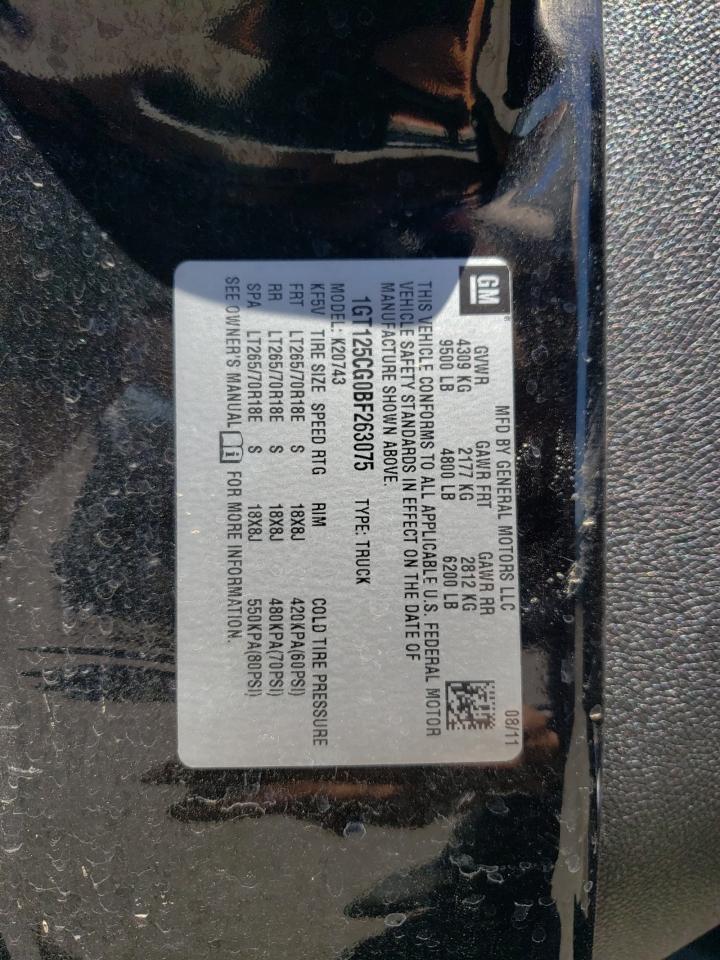 GM®
MFD BY GENERAL MOTORS LLC 08/11
GVWR GAWR FRT GAWR RR
4309 KG 2177 KG 2812 KG
9500 LB 4800 LB 6200 LB
THIS VEHICLE CONFORMS TO ALL APPLICABLE U.S. FEDERAL MOTOR
VEHICLE SAFETY STANDARDS IN EFFECT ON THE DATE OF
MANUFACTURE SHOWN ABOVE.
1GT125CG0BF263075 TYPE: TRUCK
MODEL: K20743
KF5V TIRE SIZE SPEED RTG RIM COLD TIRE PRESSURE
FRT LT265/70R18E S 18X8J 420KPA(60PSI)
RR LT265/70R18E S 18X8J 480KPA(70PSI)
SPA LT265/70R18E S 18X8J 550KPA(80PSI)
SEE OWNER'S MANUAL i FOR MORE INFORMATION.